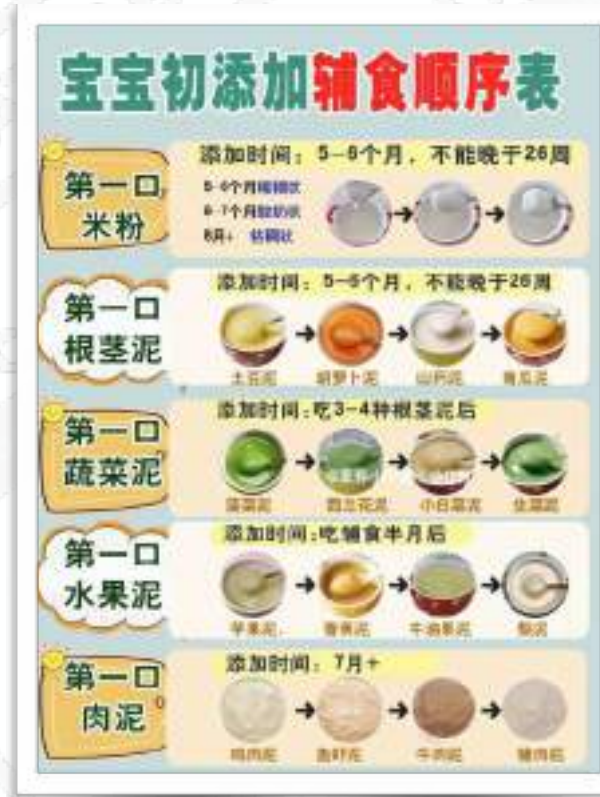 宝宝初添加辅食顺序表
第一口
米粉
添加时间：5-6个月，不能晚于26周
5-6个月稀糊状
6-7个月酸奶状
8月+ 粘稠状
第一口
根茎泥
添加时间：5-6个月，不能晚于26周
土豆泥 胡萝卜泥 山药泥 南瓜泥
第一口
蔬菜泥
添加时间:吃3-4种根茎泥后
菠菜泥 西兰花泥 小白菜泥 生菜泥
第一口
水果泥
添加时间:吃辅食半月后
苹果泥 香蕉泥 牛油果泥 梨泥
第一口
肉泥
添加时间：7月+
鸡肉泥 鱼虾泥 牛肉泥 猪肉泥